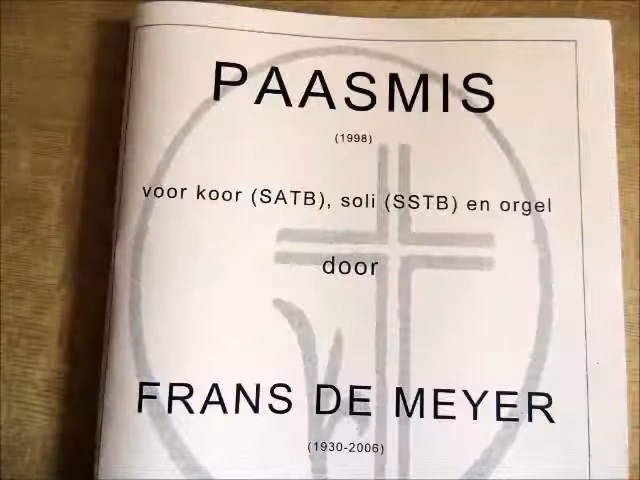 PAASMIS
(1998)
voor koor (SATB), soli (SSTB) en orgel
door
FRANS DE MEYER
(1930-2006)